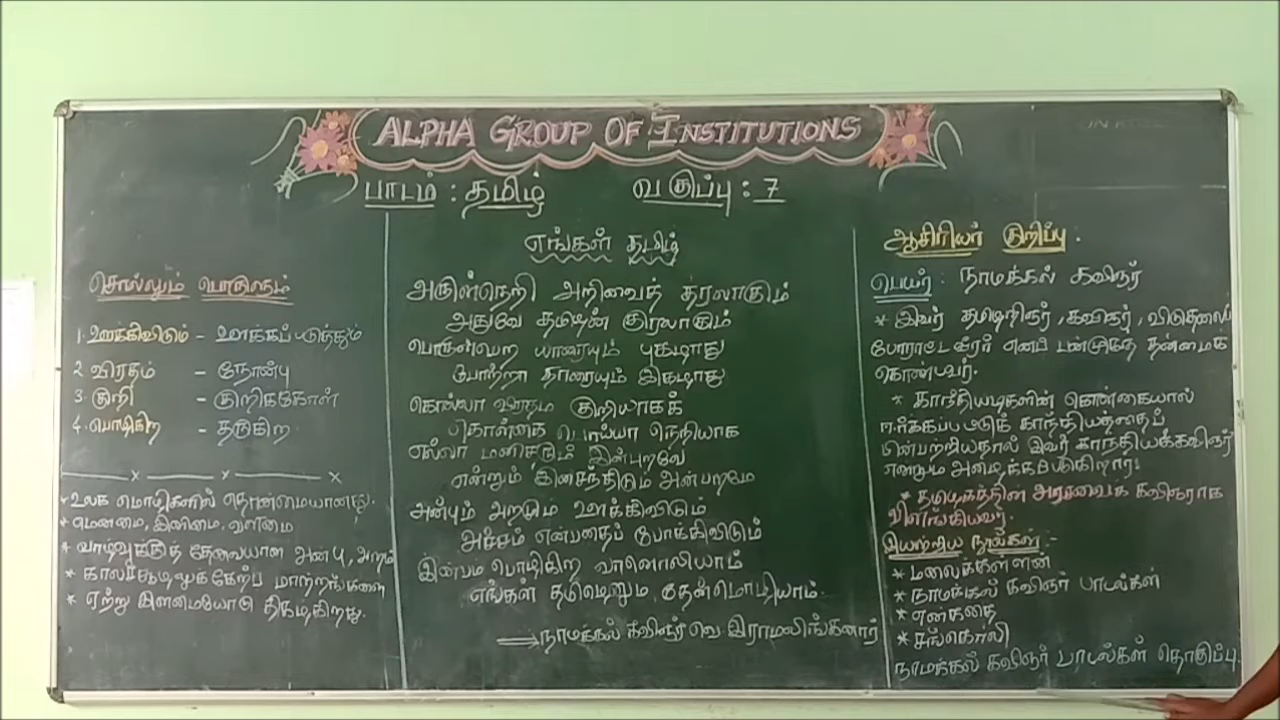 ALPHA GROUP OF INSTITUTIONS
பாடம் : தமிழ்
வகுப்பு : 7
சொல்லும் பொருளும்
1. ஊக்கிவிடும் - ஊக்கப்படுத்தும்
2. விரதம் - நோன்பு
3. குறி - குறிக்கோள்
4. பொழிகிற - தருகிற
* உலக மொழிகளில் தொன்மையானது.
* மென்மை, இனிமை, வளமை
* வாழ்வுக்குத் தேவையான அன்பு, அறம்
* காலச்சூழலுக்கேற்ப மாற்றங்களை
* ஏற்று இளமையோடு திகழ்கிறது.
எங்கள் தமிழ்
அருள்நெறி அறிவைத் தரலாகும்
அதுவே தமிழன் குரலாகும்
பொருள்பெற யாரையும் புகழாது
போற்றா தாரையும் இகழாது
கொல்லா விரதம் குறியாகக்
கொள்கை பொய்யா நெறியாக
எல்லா மனிதரும் இன்புறவே
என்றும் இசைந்திடும் அன்பறமே
அன்பும் அறமும் ஊக்கிவிடும்
அச்சம் என்பதைப் போக்கிவிடும்
இன்பம் பொழிகிற வானொலியாம்
எங்கள் தமிழெனும் தேன்மொழியாம்.
நாமக்கல் கவிஞர் வெ இராமலிங்கனார்
ஆசிரியர் குறிப்பு :
பெயர் : நாமக்கல் கவிஞர்
* இவர் தமிழறிஞர், கவிஞர், விடுதலைப்
போராட்ட வீரர் எனப் பன்முகத் தன்மைக்
கொண்டவர்.
* காந்தியடிகளின் கொள்கையால்
ஈர்க்கப்பட்டுக் காந்தியத்தைப்
பின்பற்றியதால் இவர் காந்தியக்கவிஞர்
எனவும் அழைக்கப்படுகிறார்.
* தமிழகத்தின் அரசவைக் கவிஞராக
விளங்கியவர்.
இயற்றிய நூல்கள் :-
* மலைக்கள்ளன்
* நாமக்கல் கவிஞர் பாடல்கள்
* என்கதை
* சங்கொலி
நாமக்கல் கவிஞர் பாடல்கள் தொகுப்பு.